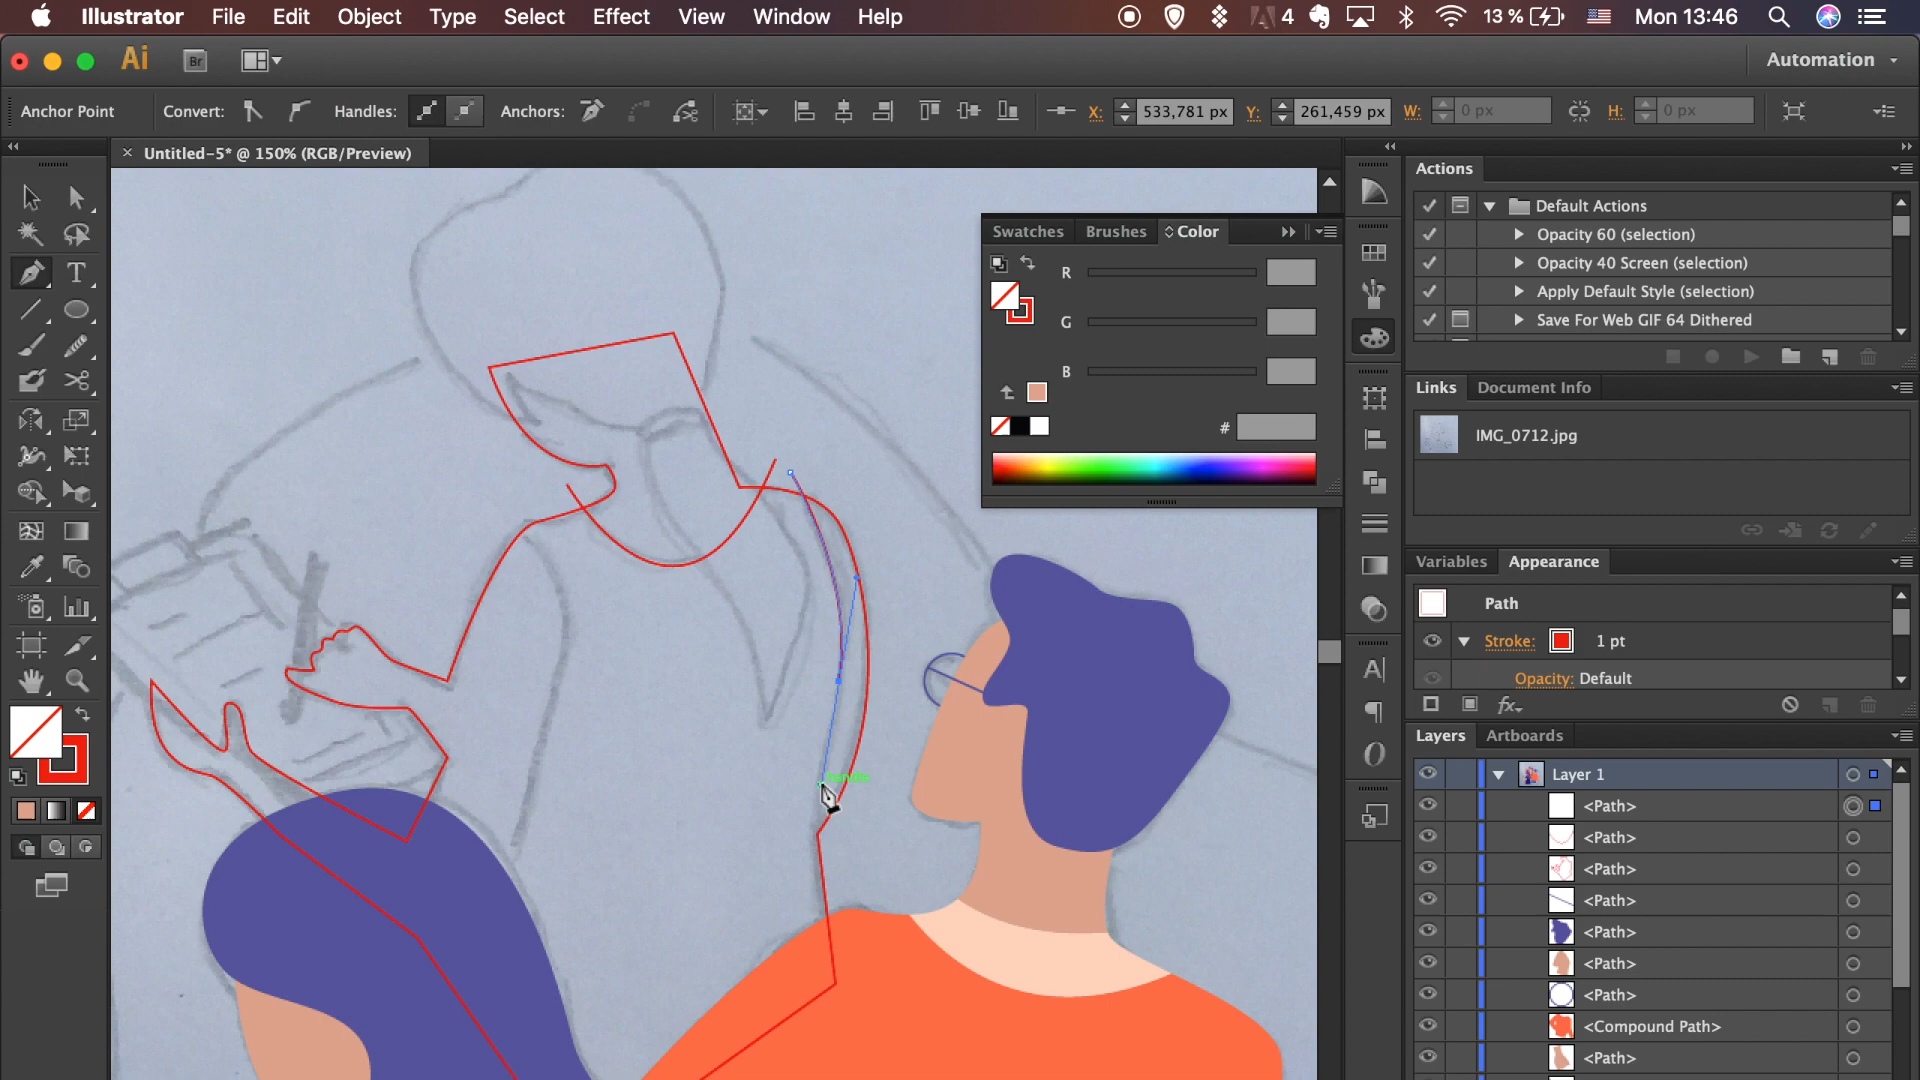 Illustrator File Edit Object Type Select Effect View Window Help 4 13 % Mon 13:46
Ai Br Automation
Anchor Point Convert: Handles: Anchors: X: 533,781 px Y: 261,459 px W: 0 px H: 0 px
× Untitled-5* @ 150% (RGB/Preview)
Actions
Default Actions
Opacity 60 (selection)
Opacity 40 Screen (selection)
Apply Default Style (selection)
Save For Web GIF 64 Dithered
Swatches Brushes Color
R
G
B
#
Links Document Info
IMG_0712.jpg
Variables Appearance
Path
Stroke: 1 pt
Opacity: Default
fx
Layers Artboards
Layer 1
<Path>
<Path>
<Path>
<Path>
<Path>
<Path>
<Path>
<Compound Path>
<Path>
handle